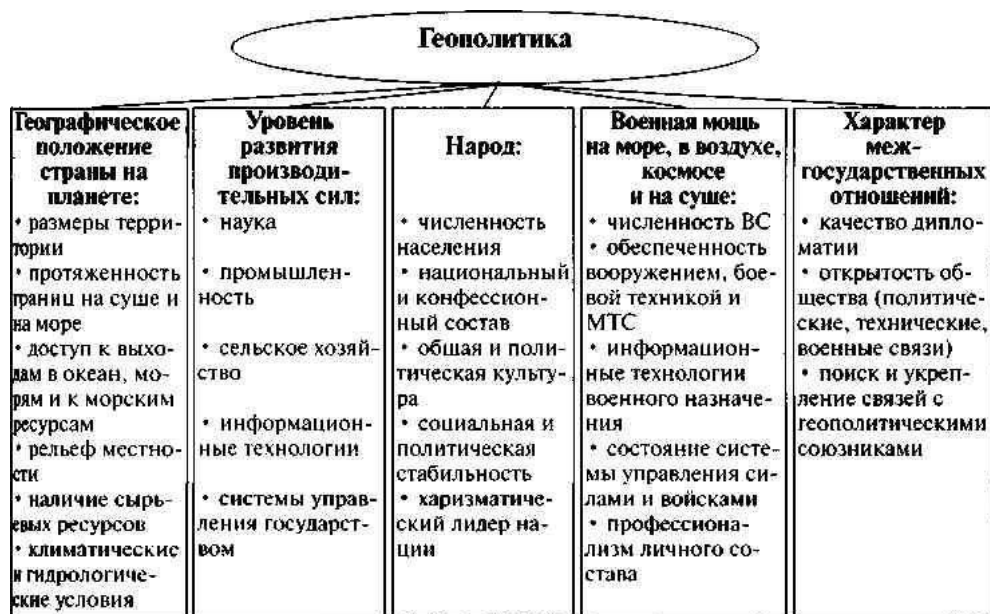 Геополитика
Географическое
положение
страны на
планете:
• размеры терри-
тории
• протяженность
границ на суше и
на море
• доступ к выхо-
дам в океан, мо-
рям и к морским
ресурсам
• рельеф местно-
сти
• наличие сырь-
евых ресурсов
• климатические
и гидрологиче-
ские условия
Уровень
развития
производи-
тельных сил:
• наука
• промышлен-
ность
• сельское хозяй-
ство
• информацион-
ные технологии
• системы управ-
ления государст-
вом
Народ:
• численность
населения
• национальный
и конфессион-
ный состав
• общая и поли-
тическая культу-
ра
• социальная и
политическая
стабильность
• харизматиче-
ский лидер на-
ции
Военная мощь
на море, в воздухе,
космосе
и на суше:
• численность ВС
• обеспеченность
вооружением, бо-
евой техникой и
МТС
• информацион-
ные технологии
военного назначе-
ния
• состояние систе-
мы управления си-
лами и войсками
• профессиона-
лизм личного со-
става
Характер
меж-
государственных
отношений:
• качество дипло-
матии
• открытость об-
щества (политиче-
ские, технические,
военные связи)
• поиск и укреп-
ление связей с
геополитическими
союзниками